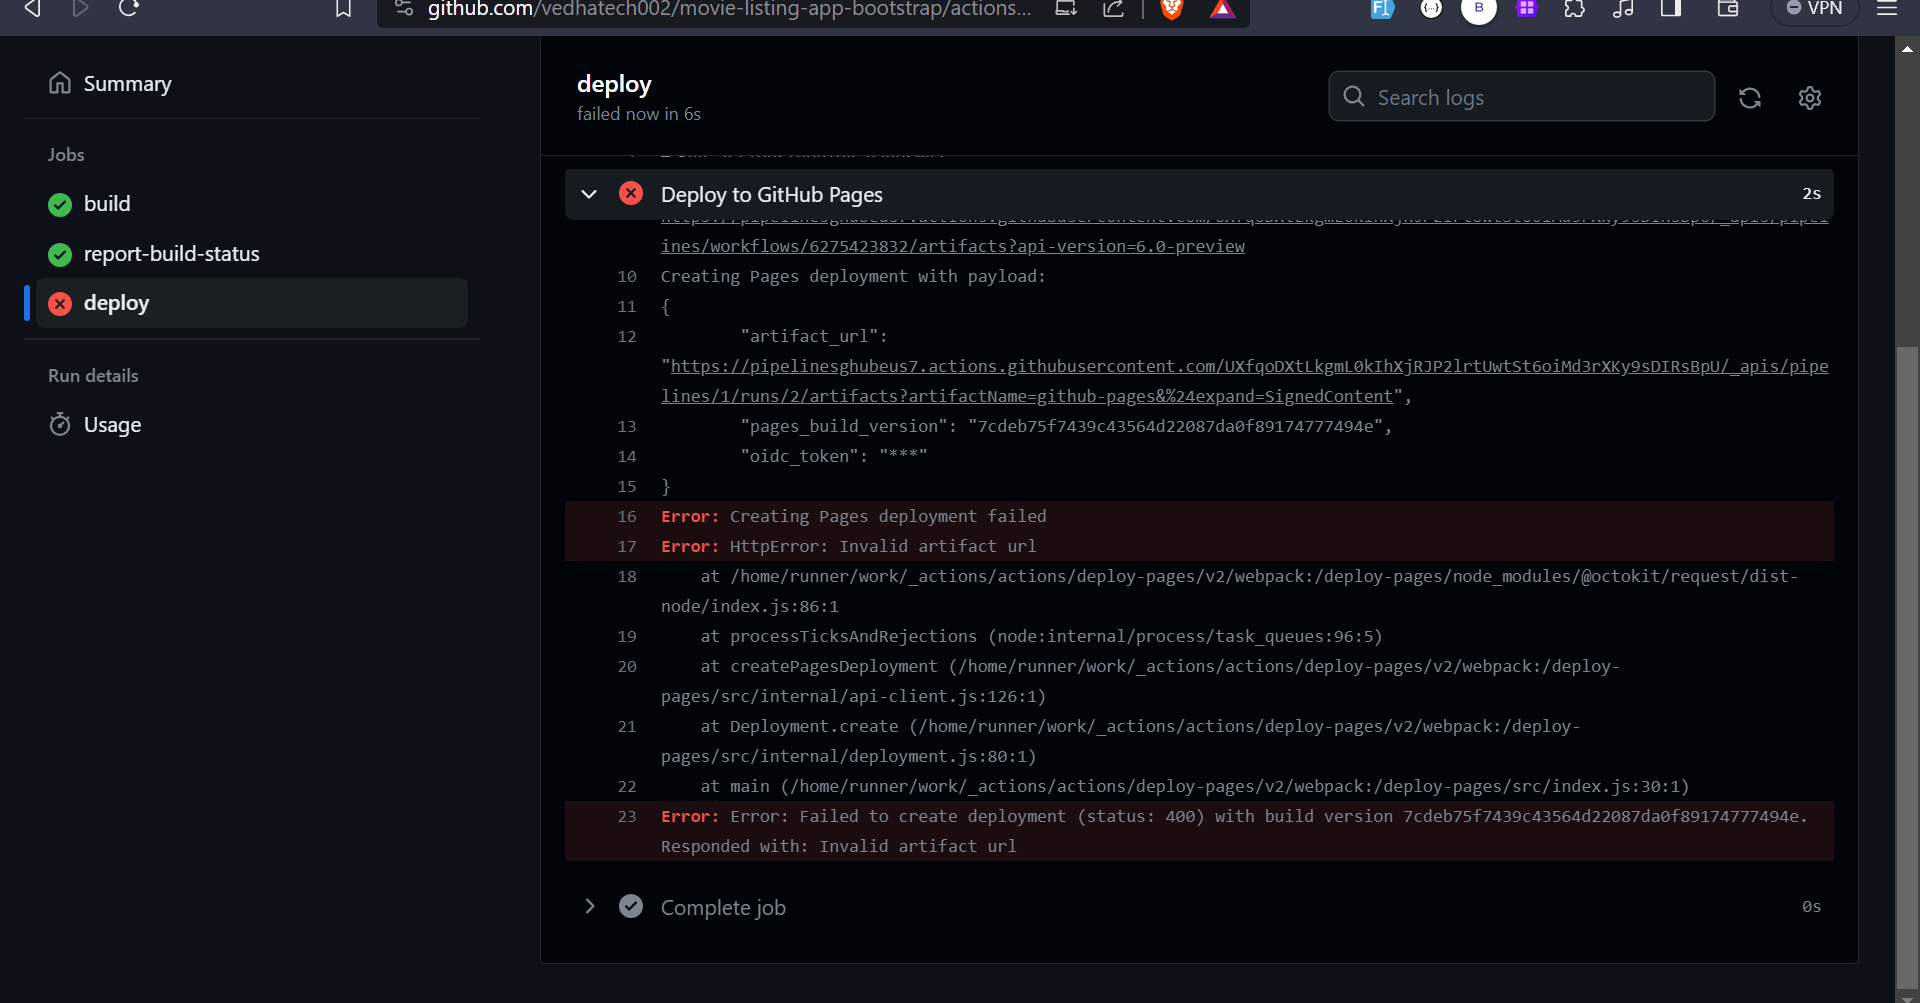 github.com/vedhatech002/movie-listing-app-bootstrap/actions...
VPN
Summary
Jobs
build
report-build-status
deploy
Run details
Usage
deploy
failed now in 6s
Search logs
Deploy to GitHub Pages
2s
ines/workflows/6275423832/artifacts?api-version=6.0-preview
10 Creating Pages deployment with payload:
11 {
12 "artifact_url":
"https://pipelinesghubeus7.actions.githubusercontent.com/UXfqoDXtLkgmL0kIhXjRJP2lrtUwtSt6oiMd3rXKy9sDIRsBpU/_apis/pipe
lines/1/runs/2/artifacts?artifactName=github-pages&%24expand=SignedContent",
13 "pages_build_version": "7cdeb75f7439c43564d22087da0f89174777494e",
14 "oidc_token": "***"
15 }
16 Error: Creating Pages deployment failed
17 Error: HttpError: Invalid artifact url
18 at /home/runner/work/_actions/actions/deploy-pages/v2/webpack:/deploy-pages/node_modules/@octokit/request/dist-
node/index.js:86:1
19 at processTicksAndRejections (node:internal/process/task_queues:96:5)
20 at createPagesDeployment (/home/runner/work/_actions/actions/deploy-pages/v2/webpack:/deploy-
pages/src/internal/api-client.js:126:1)
21 at Deployment.create (/home/runner/work/_actions/actions/deploy-pages/v2/webpack:/deploy-
pages/src/internal/deployment.js:80:1)
22 at main (/home/runner/work/_actions/actions/deploy-pages/v2/webpack:/deploy-pages/src/index.js:30:1)
23 Error: Error: Failed to create deployment (status: 400) with build version 7cdeb75f7439c43564d22087da0f89174777494e.
Responded with: Invalid artifact url
Complete job
0s